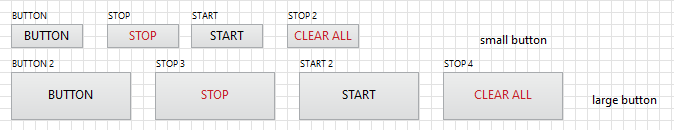 BUTTON STOP START STOP 2
BUTTON STOP START CLEAR ALL
small button
BUTTON 2 STOP 3 START 2 STOP 4
BUTTON STOP START CLEAR ALL
large button